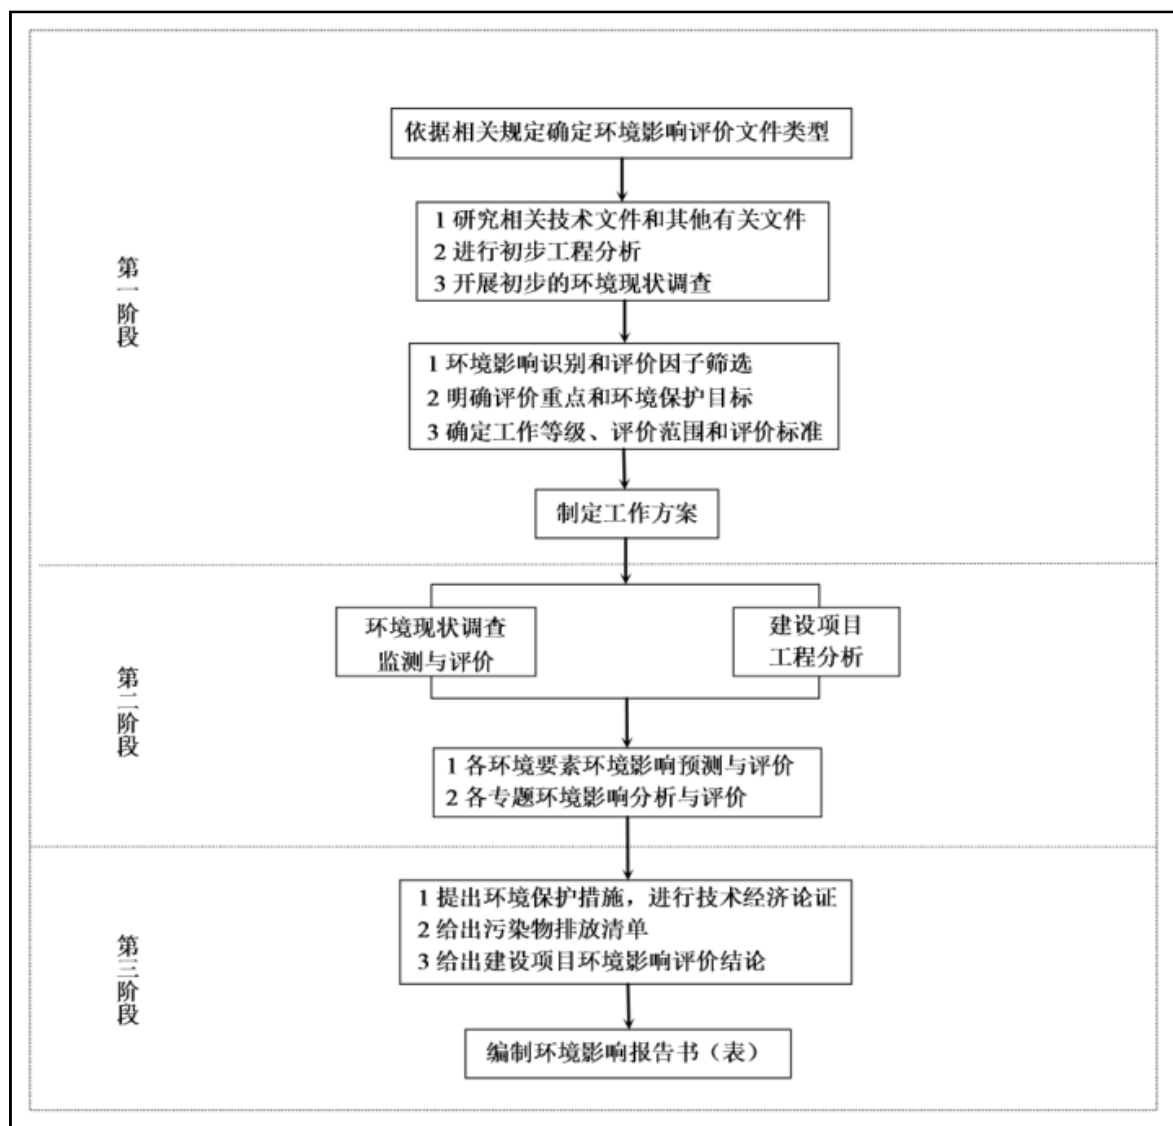 依据相关规定确定环境影响评价文件类型
1 研究相关技术文件和其他有关文件
2 进行初步工程分析
3 开展初步的环境现状调查
第一阶段
1 环境影响识别和评价因子筛选
2 明确评价重点和环境保护目标
3 确定工作等级、评价范围和评价标准
制定工作方案
环境现状调查
监测与评价
建设项目
工程分析
第二阶段
1 各环境要素环境影响预测与评价
2 各专题环境影响分析与评价
1 提出环境保护措施，进行技术经济论证
2 给出污染物排放清单
3 给出建设项目环境影响评价结论
第三阶段
编制环境影响报告书（表）